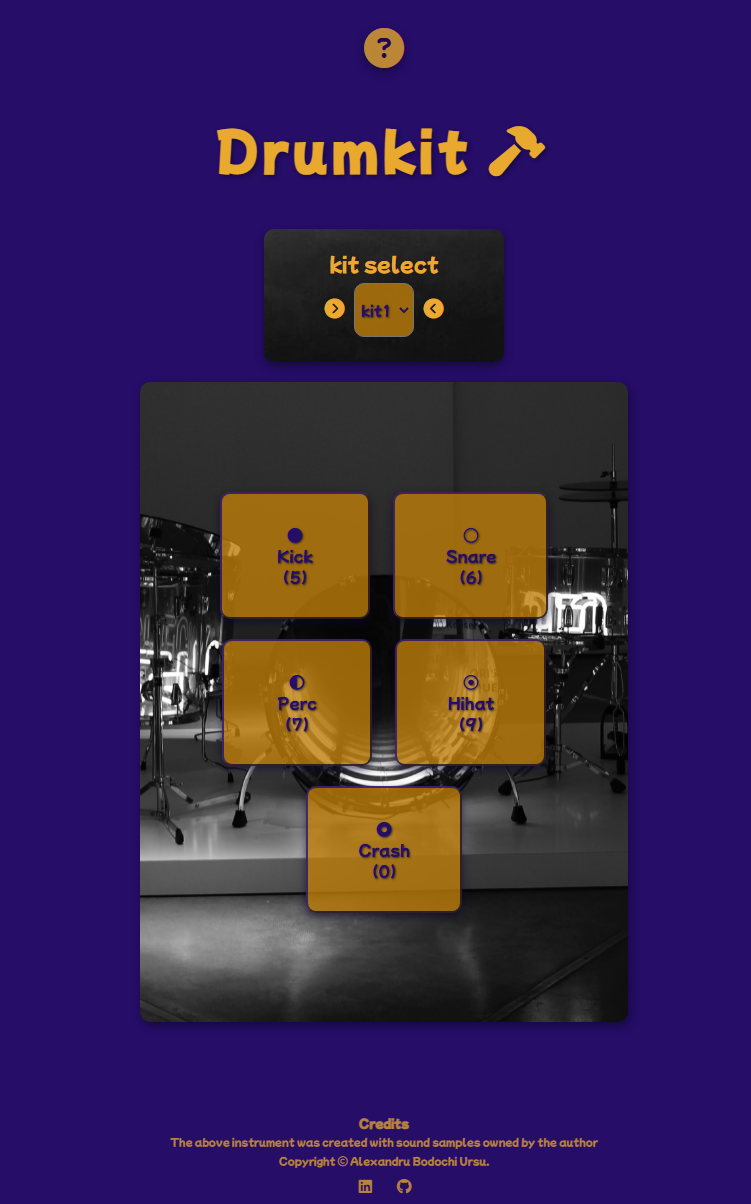 ?
Drumkit
kit select
kit1
Kick
(5)
Snare
(6)
Perc
(7)
Hihat
(9)
Crash
(0)
Credits
The above instrument was created with sound samples owned by the author
Copyright © Alexandru Bodochi Ursu.
in